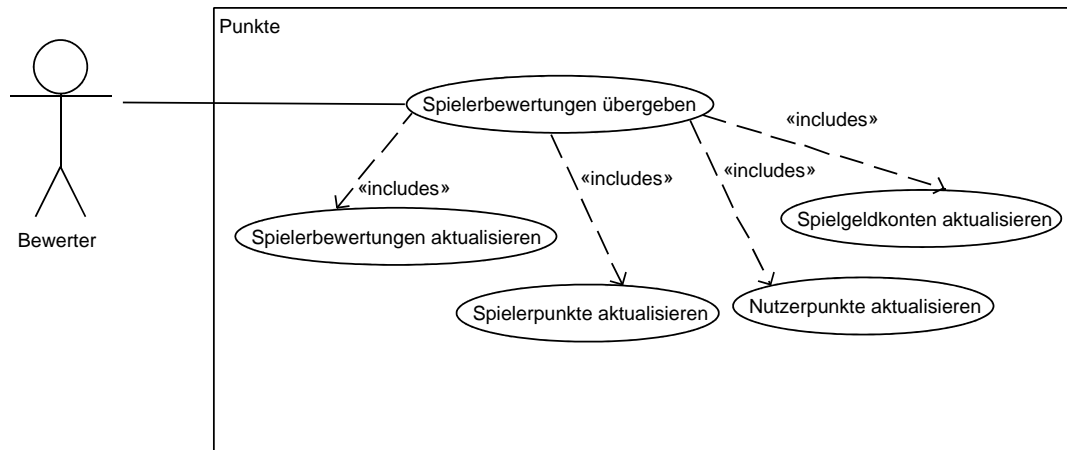 Punkte
Spielerbewertungen übergeben
«includes»
«includes»
«includes»
«includes»
Bewerter
Spielerbewertungen aktualisieren
Spielgeldkonten aktualisieren
Spielerpunkte aktualisieren
Nutzerpunkte aktualisieren